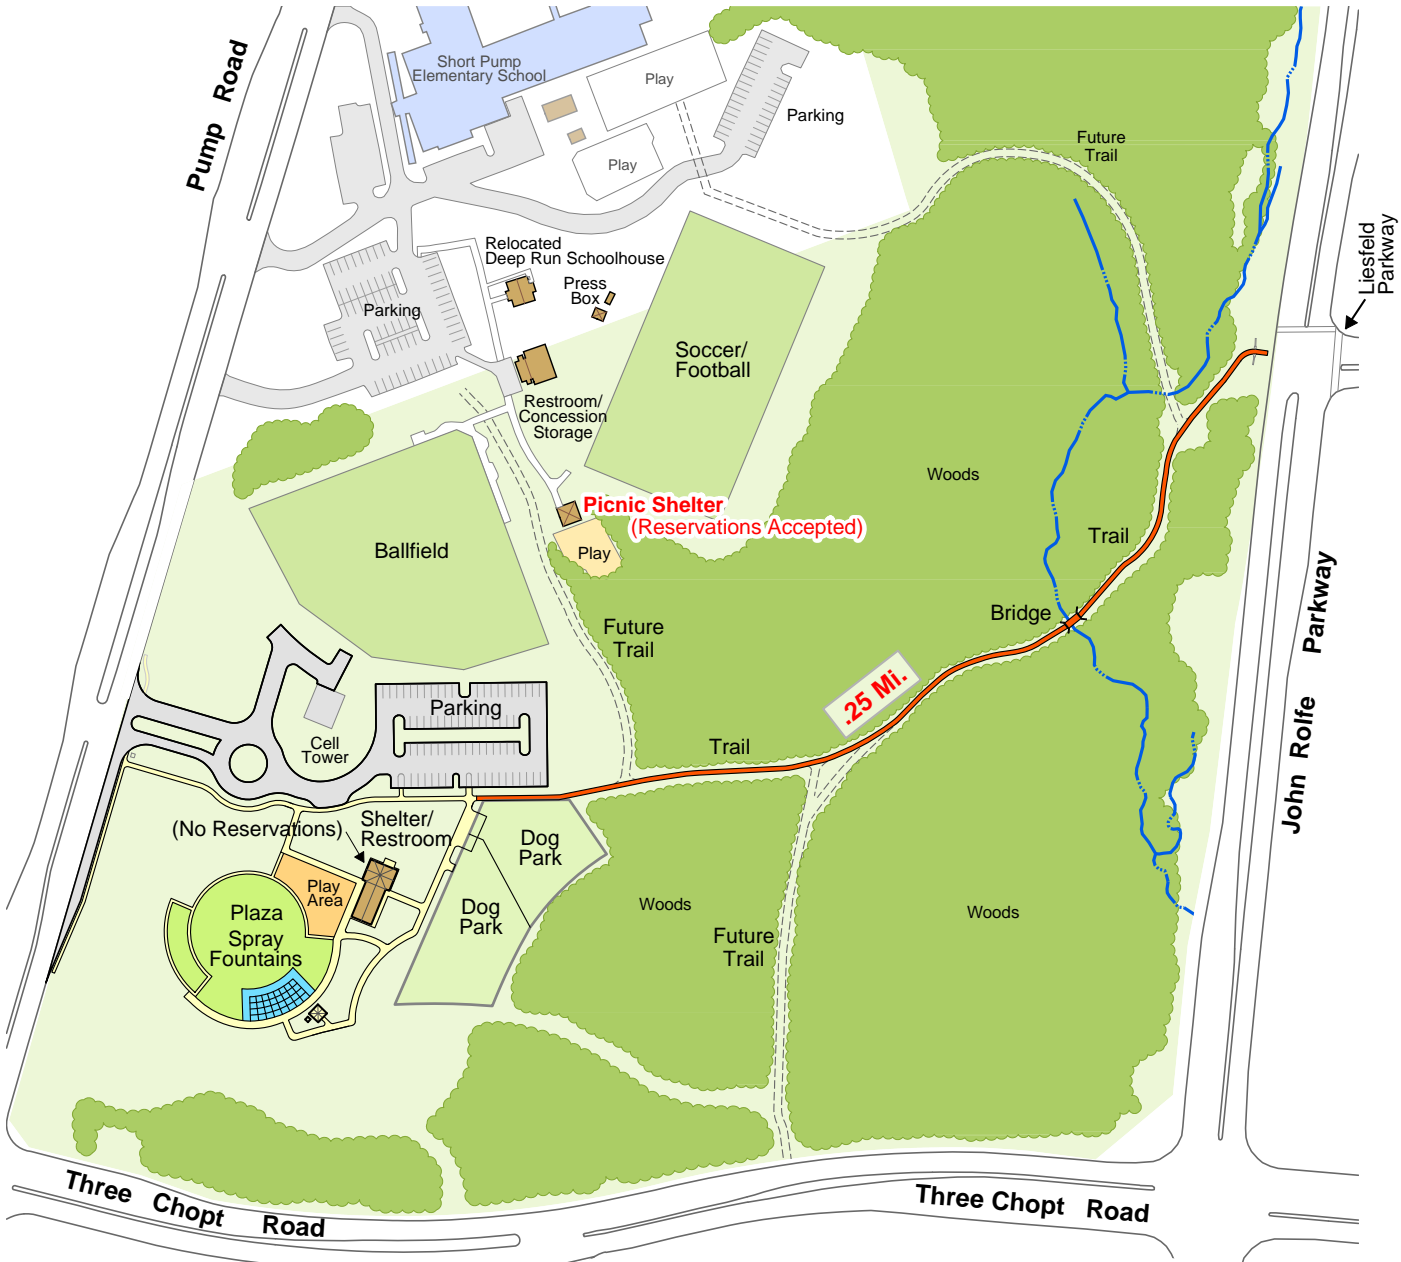 Pump Road
Short Pump
Elementary School
Play
Parking
Play
Future
Trail
Liesfeld
Parkway
Relocated
Deep Run Schoolhouse
Press
Box
Parking
Soccer/
Football
Restroom/
Concession
Storage
Woods
Picnic Shelter
(Reservations Accepted)
Ballfield
Play
Trail
Bridge
Future
Trail
John Rolfe Parkway
.25 Mi.
Parking
Cell
Tower
Trail
(No Reservations)
Shelter/
Restroom
Dog
Park
Play
Area
Dog
Park
Plaza
Spray
Fountains
Woods
Woods
Future
Trail
Three Chopt Road
Three Chopt Road